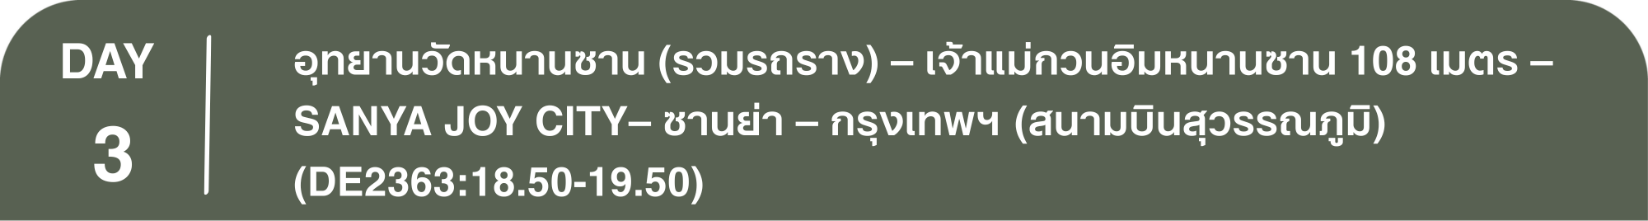 DAY
3
อุทยานวัดหนานซาน (รวมรถราง) – เจ้าแม่กวนอิมหนานซาน 108 เมตร –
SANYA JOY CITY– ซานย่า – กรุงเทพฯ (สนามบินสุวรรณภูมิ)
(DE2363:18.50-19.50)